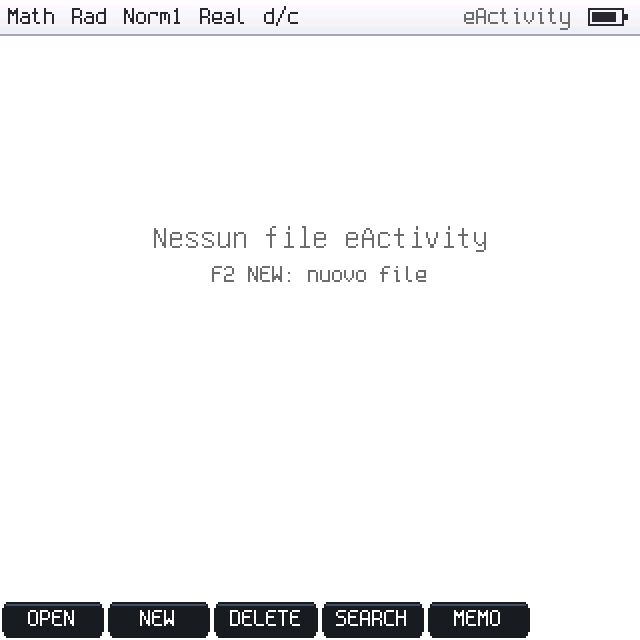 Math Rad Norm1 Real d/c eActivity
Nessun file eActivity
F2 NEW: nuovo file
OPEN NEW DELETE SEARCH MEMO